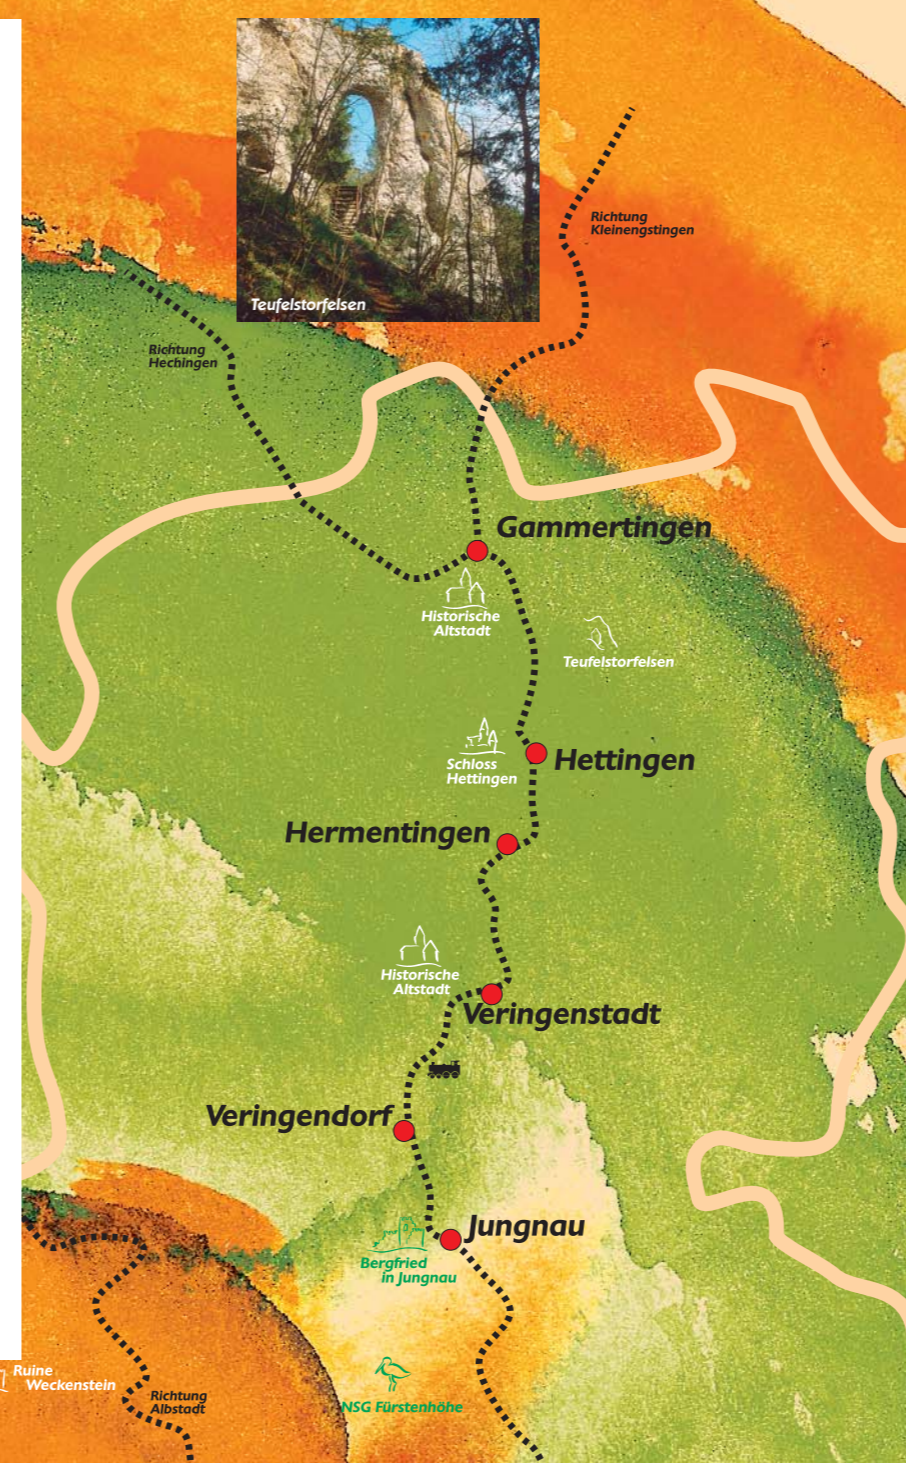 Teufelstorfelsen
Richtung
Kleinengstingen
Richtung
Hechingen
Gammertingen
Historische
Altstadt
Teufelstorfelsen
Schloss
Hettingen
Hettingen
Hermentingen
Historische
Altstadt
Veringenstadt
Veringendorf
Jungnau
Bergfried
in Jungnau
Ruine
Weckenstein
Richtung
Albstadt
NSG Fürstenhöhe